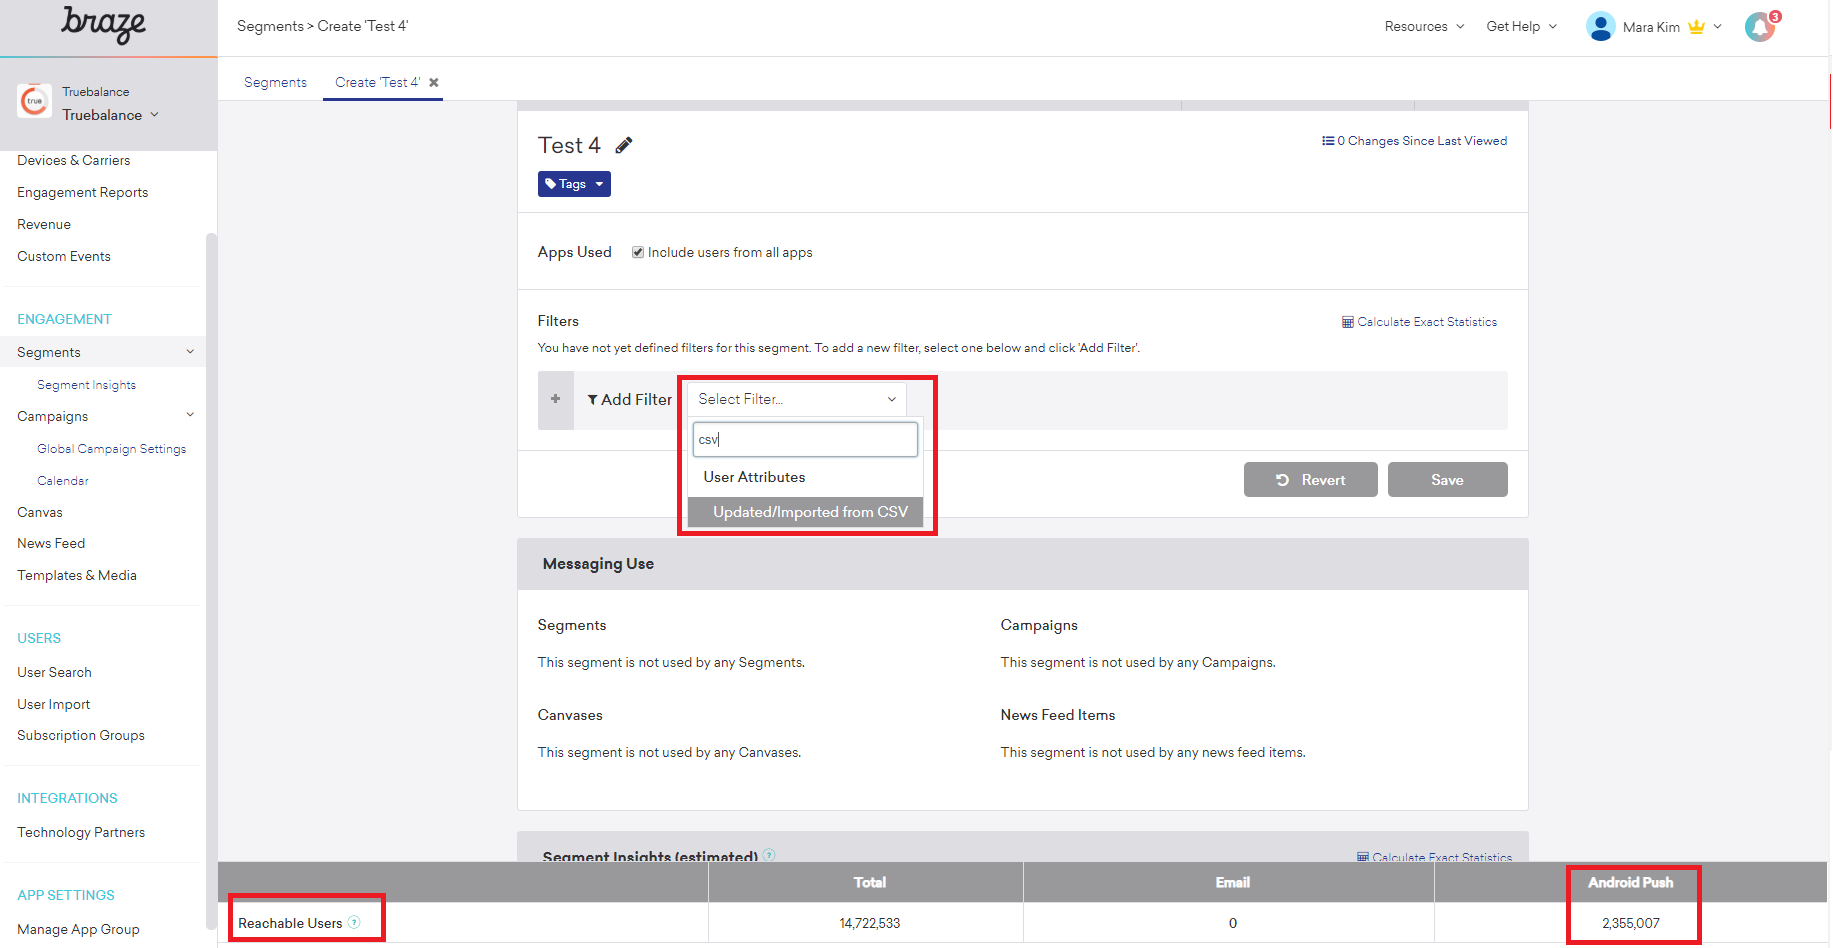 braze
Segments > Create 'Test 4'
Resources
Get Help
Mara Kim
3
true
Truebalance
Truebalance
Segments
Create 'Test 4'
Devices & Carriers
Engagement Reports
Revenue
Custom Events
ENGAGEMENT
Segments
Segment Insights
Campaigns
Global Campaign Settings
Calendar
Canvas
News Feed
Templates & Media
USERS
User Search
User Import
Subscription Groups
INTEGRATIONS
Technology Partners
APP SETTINGS
Manage App Group
Test 4
0 Changes Since Last Viewed
Tags
Apps Used
Include users from all apps
Filters
Calculate Exact Statistics
You have not yet defined filters for this segment. To add a new filter, select one below and click 'Add Filter'.
+
Add Filter
Select Filter...
csv
User Attributes
Updated/Imported from CSV
Revert
Save
Messaging Use
Segments
Campaigns
This segment is not used by any Segments.
This segment is not used by any Campaigns.
Canvases
News Feed Items
This segment is not used by any Canvases.
This segment is not used by any news feed items.
Segment Insights (estimated) ?
Calculate Exact Statistics
Total
Email
Android Push
Reachable Users ?
14,722,533
0
2,355,007